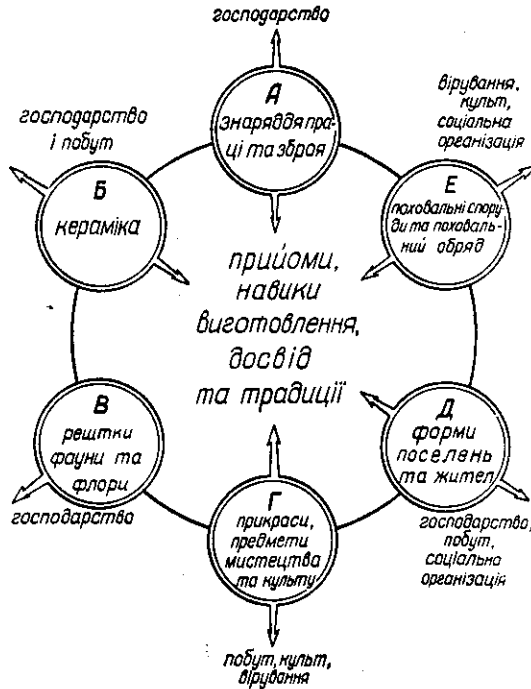 господарство
А
знаряддя пра-
ці та зброя
вірування,
культ,
соціальна
організація
Е
поховальні спору-
ди та поховаль-
ний обряд
господарство
і побут
Б
кераміка
прийоми,
навики
виготовлення,
досвід
та традиції
В
рештки
фауни та
флори
господарство
Д
форми
поселень
та жител
господарство,
побут,
соціальна
організація
Г
прикраси,
предмети
мистецтва
та культу
побут, культ,
вірування